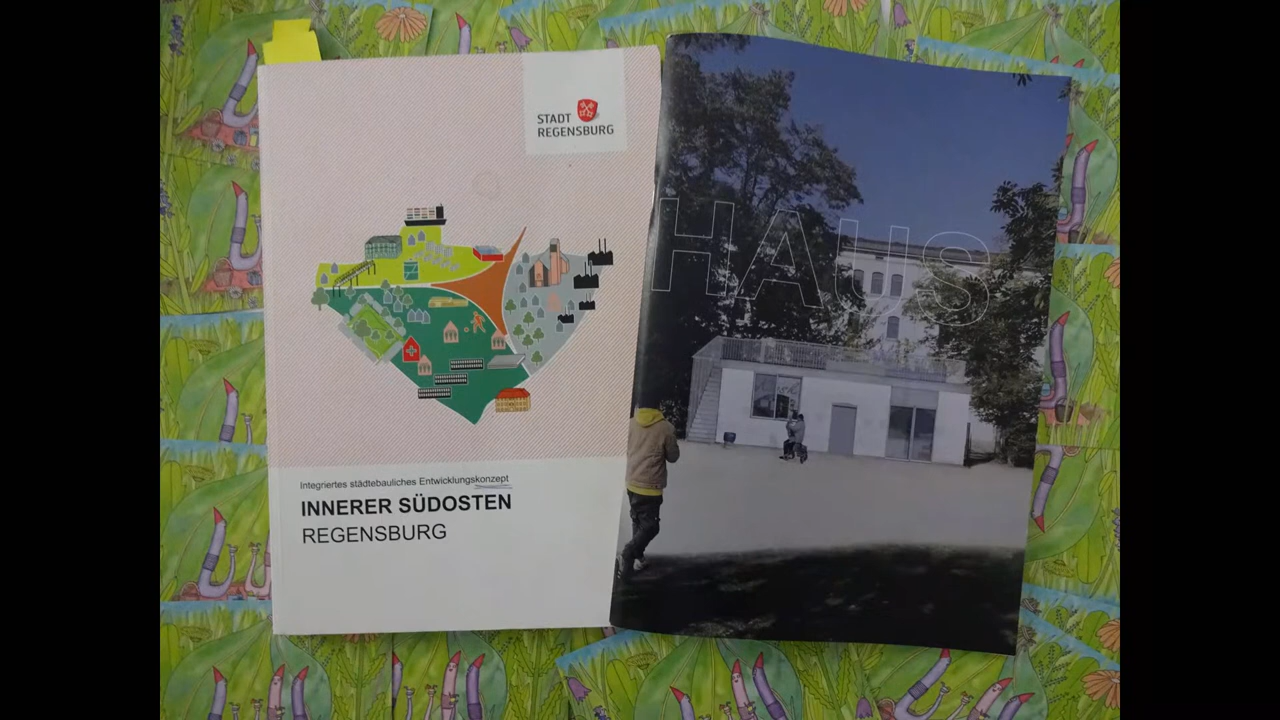 STADT
REGENSBURG
Integriertes städtebauliches Entwicklungskonzept
INNERER SÜDOSTEN
REGENSBURG
HAUS